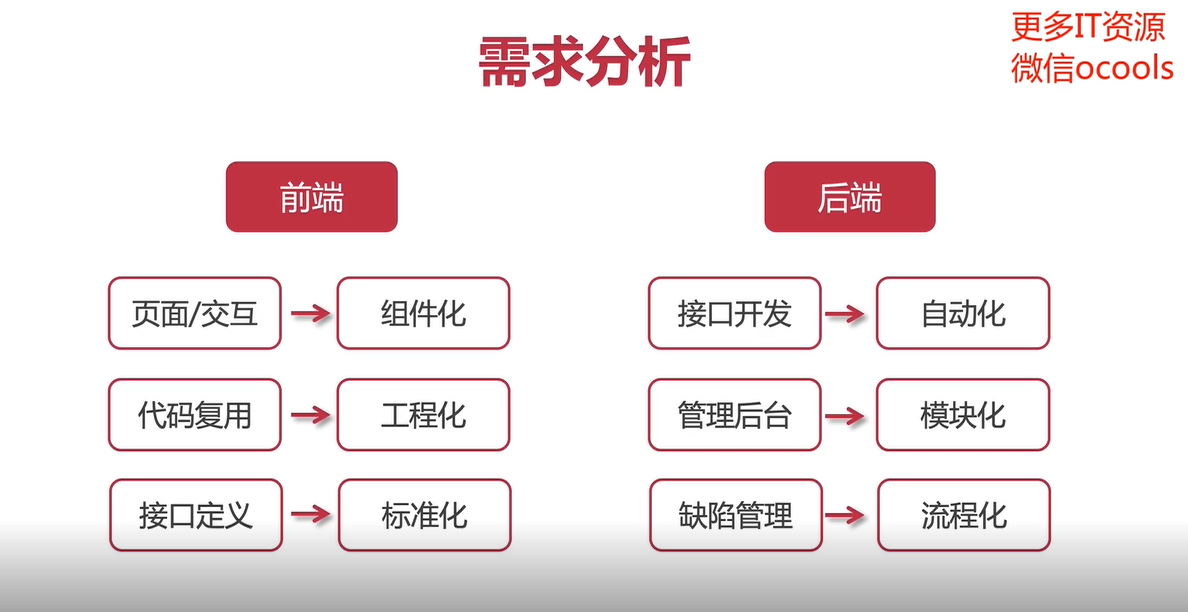 需求分析
更多IT资源
微信ocools
前端
页面/交互 → 组件化
代码复用 → 工程化
接口定义 → 标准化
后端
接口开发 → 自动化
管理后台 → 模块化
缺陷管理 → 流程化